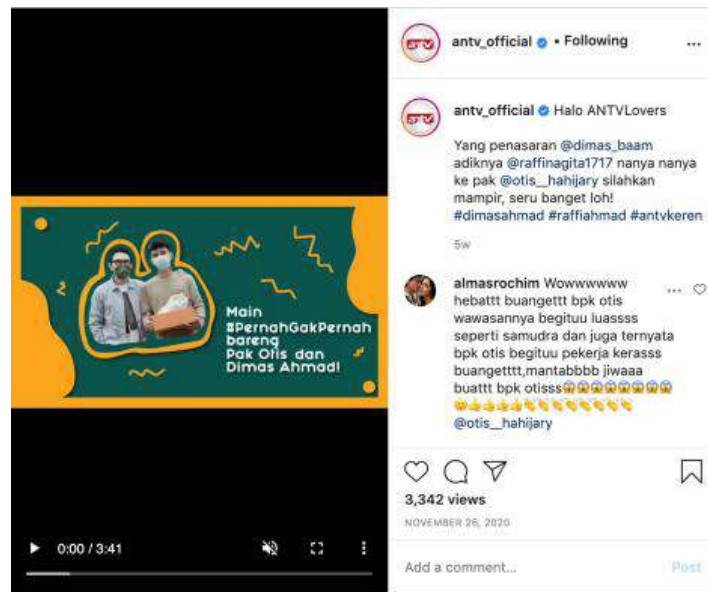 antv
antv_official • Following
...
antv
antv_official Halo ANTVLovers
Yang penasaran @dimas_baam
adiknya @raffinagita1717 nanya nanya
ke pak @otis__hahijary silahkan
mampir, seru banget loh!
#dimasahmad #raffiahmad #antvkeren
5w
almasrochim Wowwwwwww
hebattt buangettt bpk otis
wawasannya begituu luassss
seperti samudra dan juga ternyata
bpk otis begituu pekerja kerasss
buangetttt,mantabbbb jiwaaa
buattt bpk otisss😱😱😱😱😱😱😱😱
@otis__hahijary
Main
#PernahGakPernah
bareng
Pak Otis dan
Dimas Ahmad!
0:00 / 3:41
3,342 views
NOVEMBER 26, 2020
Add a comment...
Post